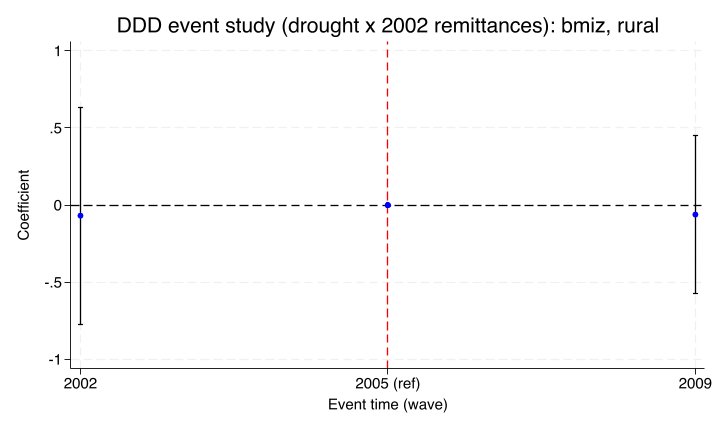 DDD event study (drought x 2002 remittances): bmiz, rural
1
.5
0
-.5
-1
Coefficient
2002
2005 (ref)
2009
Event time (wave)